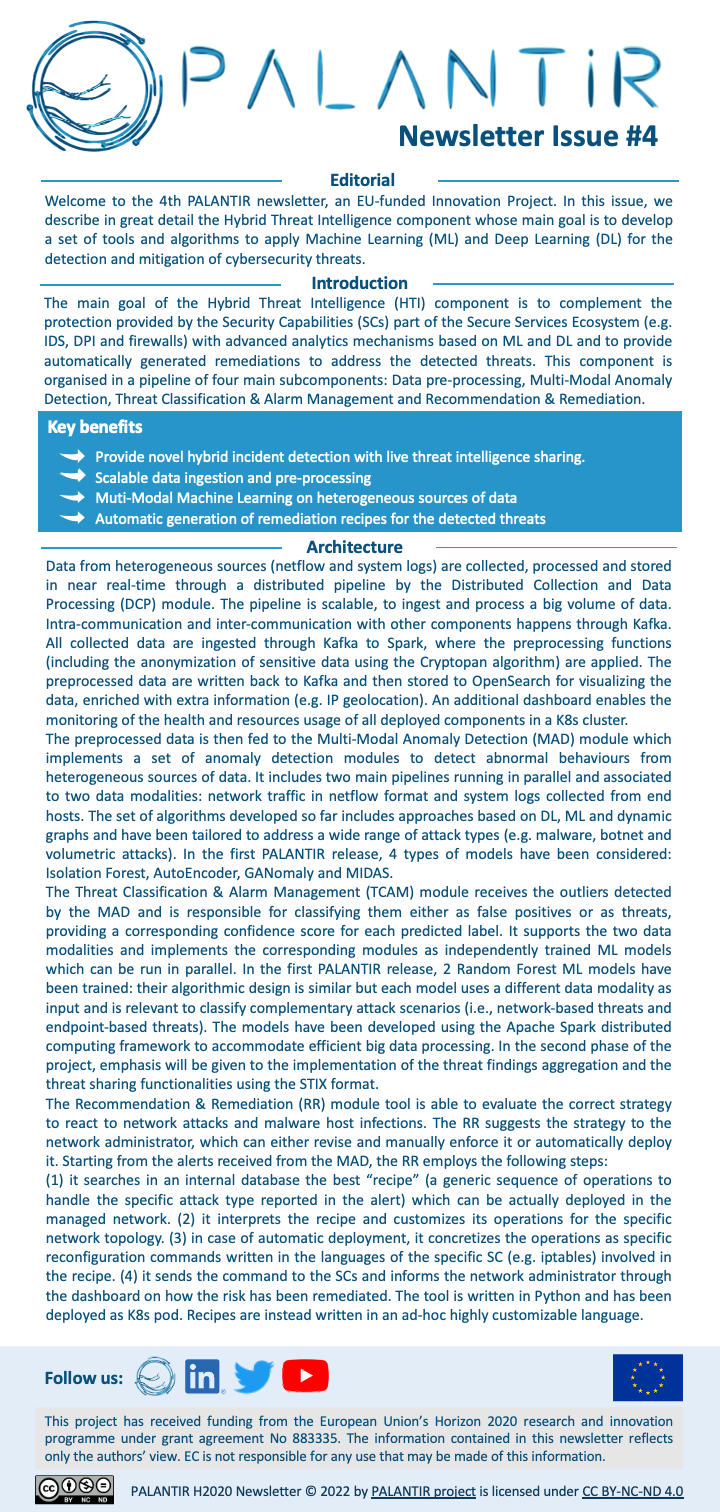 PALANTiR
Newsletter Issue #4
Editorial
Welcome to the 4th PALANTIR newsletter, an EU-funded Innovation Project. In this issue, we
describe in great detail the Hybrid Threat Intelligence component whose main goal is to develop
a set of tools and algorithms to apply Machine Learning (ML) and Deep Learning (DL) for the
detection and mitigation of cybersecurity threats.
Introduction
The main goal of the Hybrid Threat Intelligence (HTI) component is to complement the
protection provided by the Security Capabilities (SCs) part of the Secure Services Ecosystem (e.g.
IDS, DPI and firewalls) with advanced analytics mechanisms based on ML and DL and to provide
automatically generated remediations to address the detected threats. This component is
organised in a pipeline of four main subcomponents: Data pre-processing, Multi-Modal Anomaly
Detection, Threat Classification & Alarm Management and Recommendation & Remediation.
Key benefits
Provide novel hybrid incident detection with live threat intelligence sharing.
Scalable data ingestion and pre-processing
Muti-Modal Machine Learning on heterogeneous sources of data
Automatic generation of remediation recipes for the detected threats
Architecture
Data from heterogeneous sources (netflow and system logs) are collected, processed and stored
in near real-time through a distributed pipeline by the Distributed Collection and Data
Processing (DCP) module. The pipeline is scalable, to ingest and process a big volume of data.
Intra-communication and inter-communication with other components happens through Kafka.
All collected data are ingested through Kafka to Spark, where the preprocessing functions
(including the anonymization of sensitive data using the Cryptopan algorithm) are applied. The
preprocessed data are written back to Kafka and then stored to OpenSearch for visualizing the
data, enriched with extra information (e.g. IP geolocation). An additional dashboard enables the
monitoring of the health and resources usage of all deployed components in a K8s cluster.
The preprocessed data is then fed to the Multi-Modal Anomaly Detection (MAD) module which
implements a set of anomaly detection modules to detect abnormal behaviours from
heterogeneous sources of data. It includes two main pipelines running in parallel and associated
to two data modalities: network traffic in netflow format and system logs collected from end
hosts. The set of algorithms developed so far includes approaches based on DL, ML and dynamic
graphs and have been tailored to address a wide range of attack types (e.g. malware, botnet and
volumetric attacks). In the first PALANTIR release, 4 types of models have been considered:
Isolation Forest, AutoEncoder, GANomaly and MIDAS.
The Threat Classification & Alarm Management (TCAM) module receives the outliers detected
by the MAD and is responsible for classifying them either as false positives or as threats,
providing a corresponding confidence score for each predicted label. It supports the two data
modalities and implements the corresponding modules as independently trained ML models
which can be run in parallel. In the first PALANTIR release, 2 Random Forest ML models have
been trained: their algorithmic design is similar but each model uses a different data modality as
input and is relevant to classify complementary attack scenarios (i.e., network-based threats and
endpoint-based threats). The models have been developed using the Apache Spark distributed
computing framework to accommodate efficient big data processing. In the second phase of the
project, emphasis will be given to the implementation of the threat findings aggregation and the
threat sharing functionalities using the STIX format.
The Recommendation & Remediation (RR) module tool is able to evaluate the correct strategy
to react to network attacks and malware host infections. The RR suggests the strategy to the
network administrator, which can either revise and manually enforce it or automatically deploy
it. Starting from the alerts received from the MAD, the RR employs the following steps:
(1) it searches in an internal database the best “recipe” (a generic sequence of operations to
handle the specific attack type reported in the alert) which can be actually deployed in the
managed network. (2) it interprets the recipe and customizes its operations for the specific
network topology. (3) in case of automatic deployment, it concretizes the operations as specific
reconfiguration commands written in the languages of the specific SC (e.g. iptables) involved in
the recipe. (4) it sends the command to the SCs and informs the network administrator through
the dashboard on how the risk has been remediated. The tool is written in Python and has been
deployed as K8s pod. Recipes are instead written in an ad-hoc highly customizable language.
Follow us:
in
This project has received funding from the European Union’s Horizon 2020 research and innovation
programme under grant agreement No 883335. The information contained in this newsletter reflects
only the authors’ view. EC is not responsible for any use that may be made of this information.
cc BY NC ND
PALANTIR H2020 Newsletter © 2022 by PALANTIR project is licensed under CC BY-NC-ND 4.0